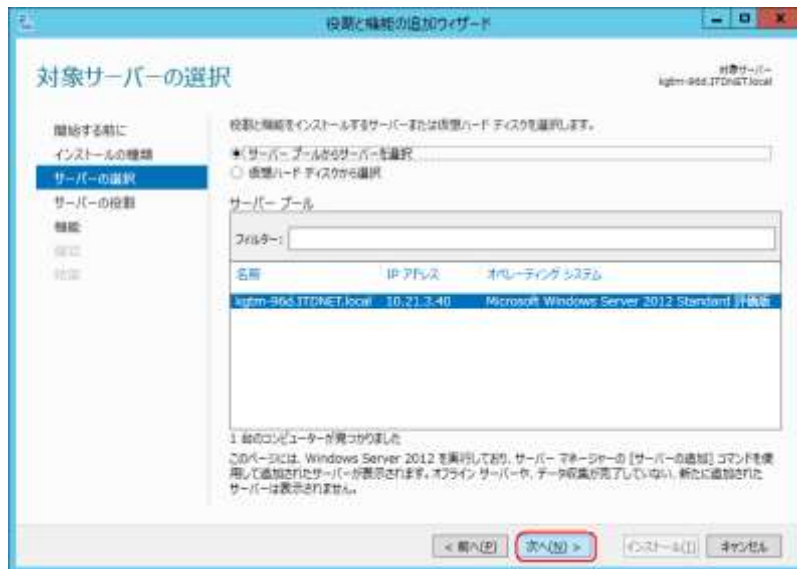 役割と機能の追加ウィザード
対象サーバーの選択
対象サーバー
kgtm-96d.ITDNET.local
開始する前に
インストールの種類
サーバーの選択
サーバーの役割
機能
確認
結果
役割と機能をインストールするサーバーまたは仮想ハード ディスクを選択します。
サーバー プールからサーバーを選択
仮想ハード ディスクから選択
サーバー プール
フィルター:
名前 IP アドレス オペレーティング システム
kgtm-96d.ITDNET.local 10.21.3.40 Microsoft Windows Server 2012 Standard 評価版
1 台のコンピューターが見つかりました
このページには、Windows Server 2012 を実行しており、サーバー マネージャーの [サーバーの追加] コマンドを使
用して追加されたサーバーが表示されます。オフライン サーバーや、データ収集が完了していない、新たに追加された
サーバーは表示されません。
< 前へ(P) 次へ(N) > インストール(I) キャンセル